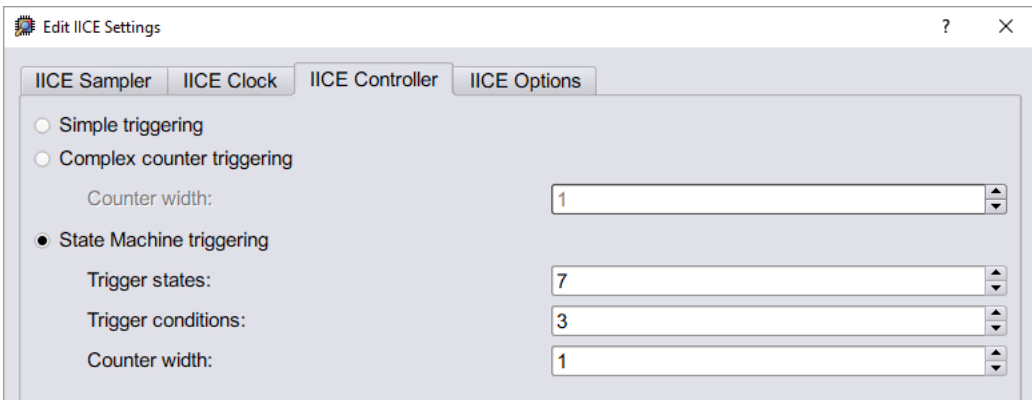 Edit IICE Settings ?
IICE Sampler IICE Clock IICE Controller IICE Options
Simple triggering
Complex counter triggering
Counter width: 1
State Machine triggering
Trigger states: 7
Trigger conditions: 3
Counter width: 1